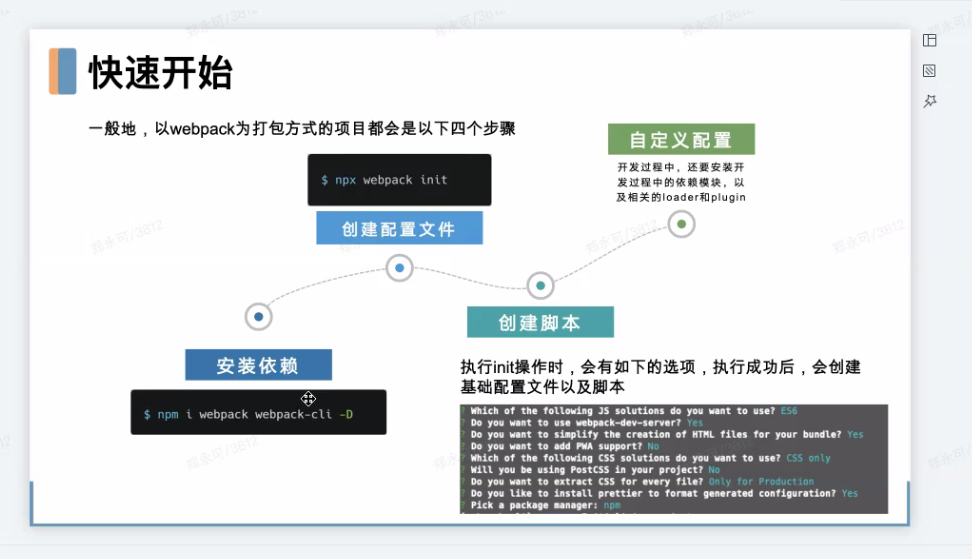 快速开始
一般地，以webpack为打包方式的项目都会是以下四个步骤
$ npx webpack init
创建配置文件
自定义配置
开发过程中，还要安装开
发过程中的依赖模块，以
及相关的loader和plugin
安装依赖
$ npm i webpack webpack-cli -D
创建脚本
执行init操作时，会有如下的选项，执行成功后，会创建
基础配置文件以及脚本
? Which of the following JS solutions do you want to use? ES6
? Do you want to use webpack-dev-server? Yes
? Do you want to simplify the creation of HTML files for your bundle? Yes
? Do you want to add PWA support? No
? Which of the following CSS solutions do you want to use? CSS only
? Will you be using PostCSS in your project? No
? Do you want to extract CSS for every file? Only for Production
? Do you like to install prettier to format generated configuration? Yes
? Pick a package manager: npm
郑永可/3812